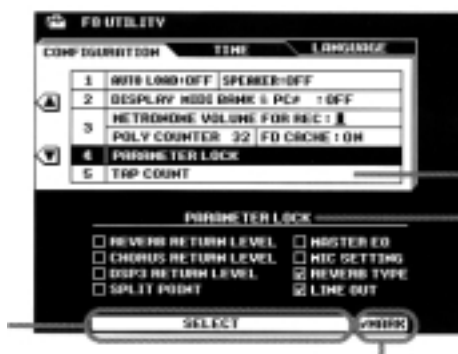 F8 UTILITY
CONFIGURATION TIME LANGUAGE
1 AUTO LOAD:OFF SPEAKER:OFF
2 DISPLAY MIDI BANK & PC# :OFF
3 METRONOME VOLUME FOR REC:
POLY COUNTER 32 FD CACHE:ON
4 PARAMETER LOCK
5 TAP COUNT
PARAMETER LOCK
REVERB RETURN LEVEL MASTER EQ
CHORUS RETURN LEVEL MIC SETTING
DSP3 RETURN LEVEL REVERB TYPE
SPLIT POINT LINE OUT
SELECT ✓MARK